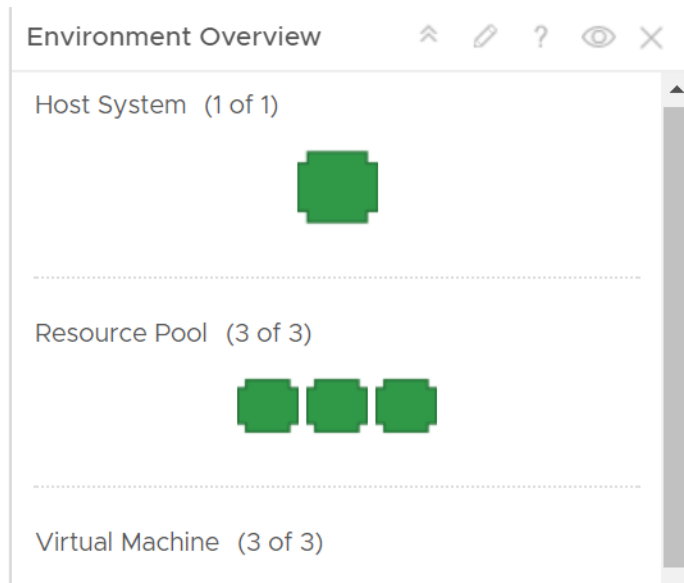 Environment Overview ?
Host System (1 of 1)
Resource Pool (3 of 3)
Virtual Machine (3 of 3)